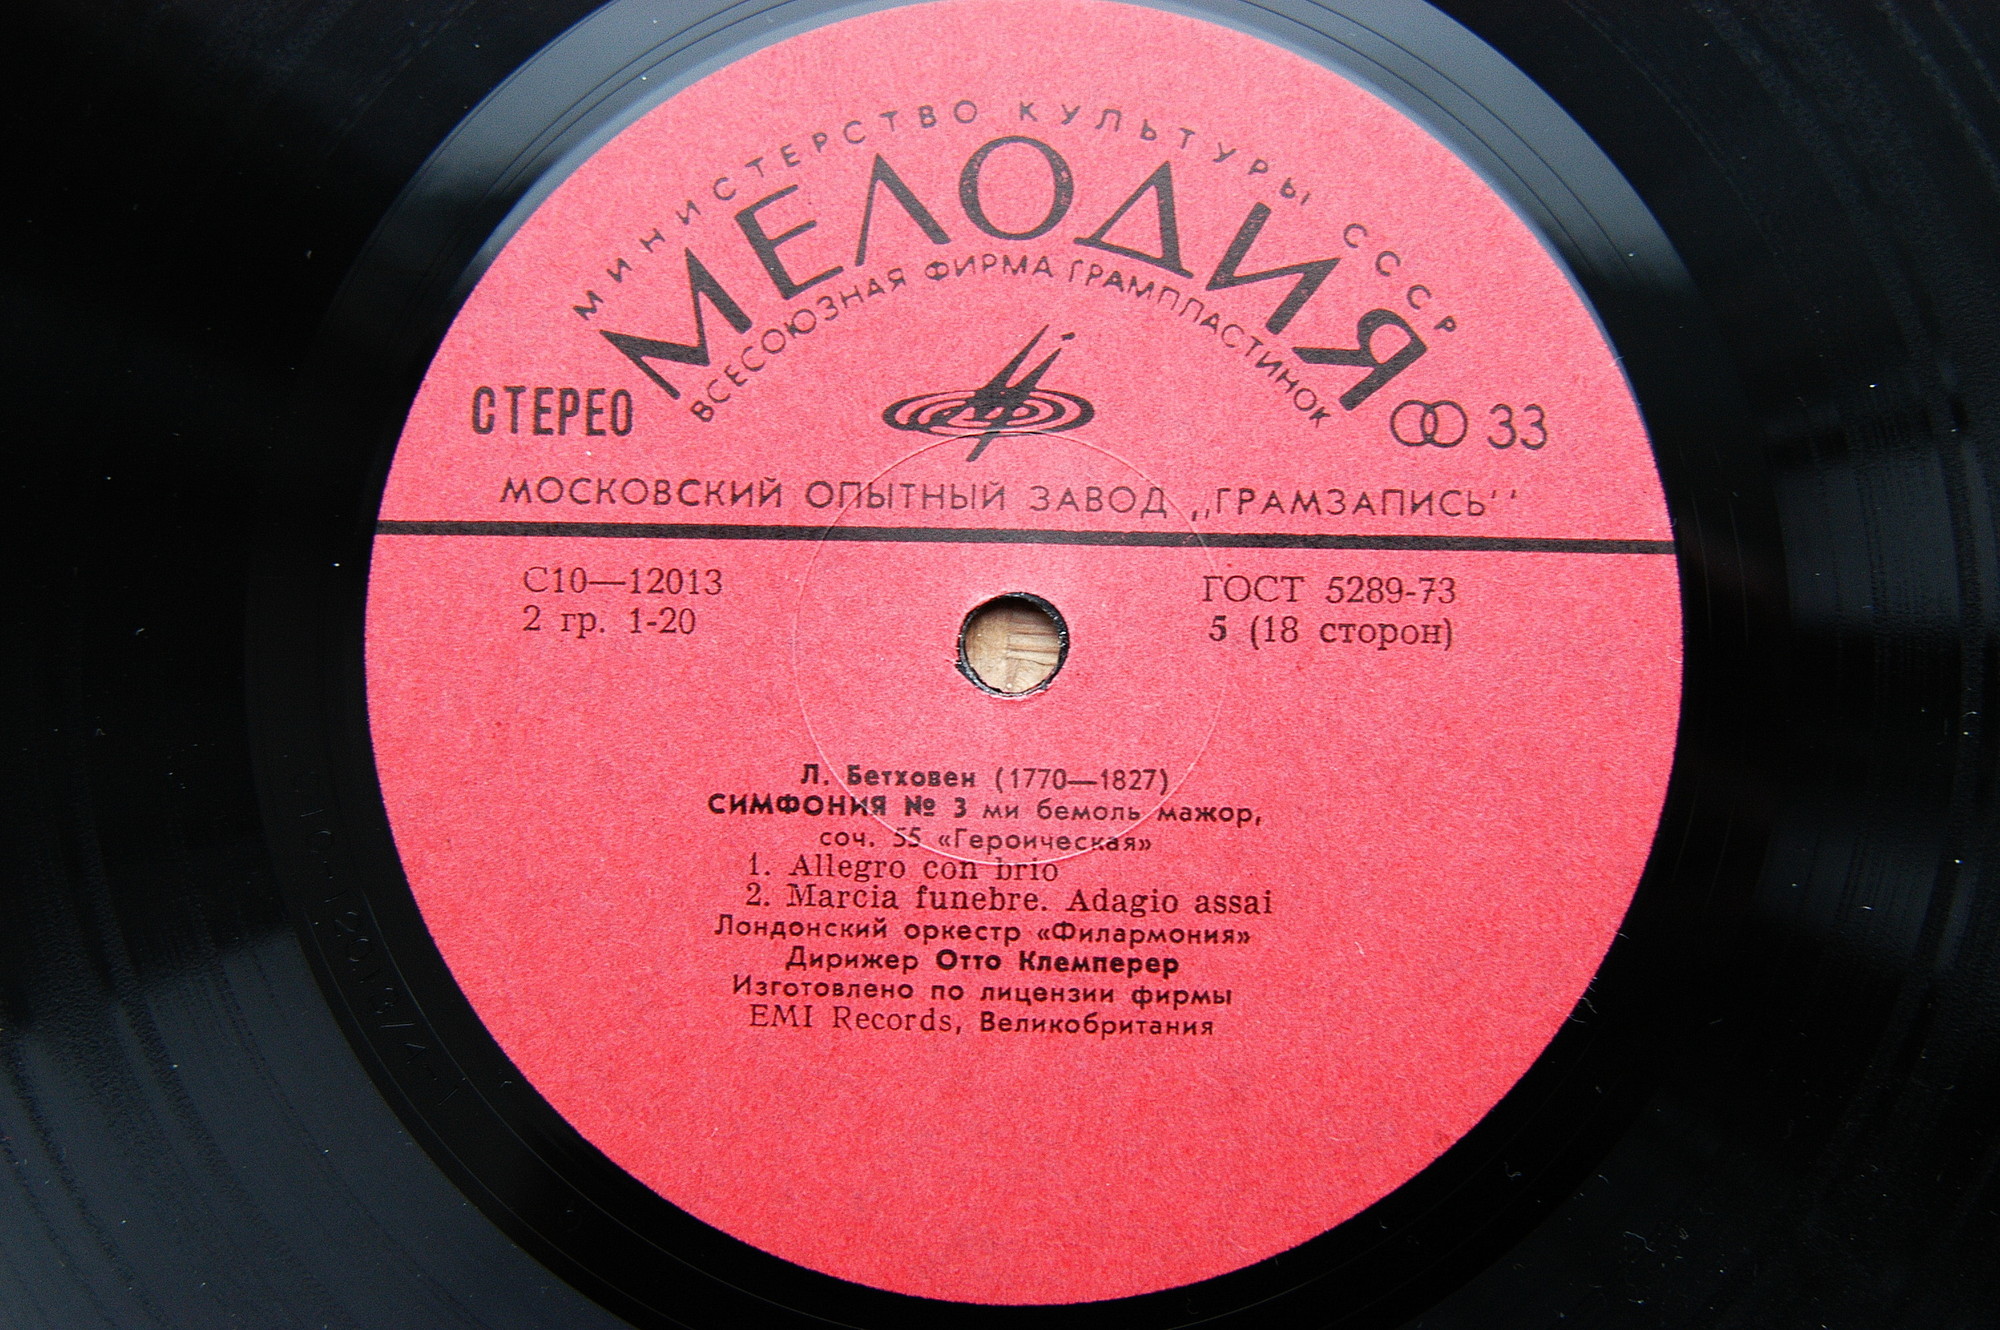 МИНИСТЕРСТВО КУЛЬТУРЫ СССР
МЕЛОДИЯ
ВСЕСОЮЗНАЯ ФИРМА ГРАМПЛАСТИНОК
СТЕРЕО
33
МОСКОВСКИЙ ОПЫТНЫЙ ЗАВОД „ГРАМЗАПИСЬ''
С10—12013
2 гр. 1-20
ГОСТ 5289-73
5 (18 сторон)
Л. Бетховен (1770—1827)
СИМФОНИЯ № 3 ми бемоль мажор,
соч. 55 «Героическая»
1. Allegro con brio
2. Marcia funebre. Adagio assai
Лондонский оркестр «Филармония»
Дирижер Отто Клемперер
Изготовлено по лицензии фирмы
EMI Records, Великобритания